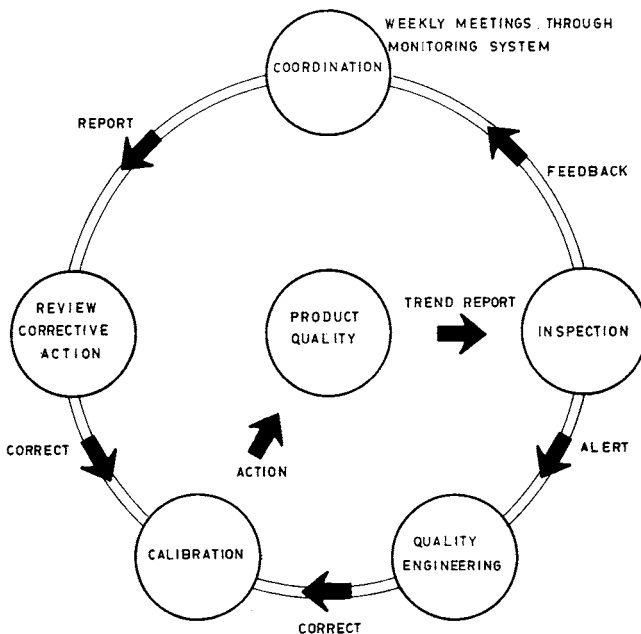 WEEKLY MEETINGS THROUGH
MONITORING SYSTEM
COORDINATION
REPORT
FEEDBACK
REVIEW
CORRECTIVE
ACTION
PRODUCT
QUALITY
TREND REPORT
INSPECTION
CORRECT
ACTION
ALERT
CALIBRATION
QUALITY
ENGINEERING
CORRECT